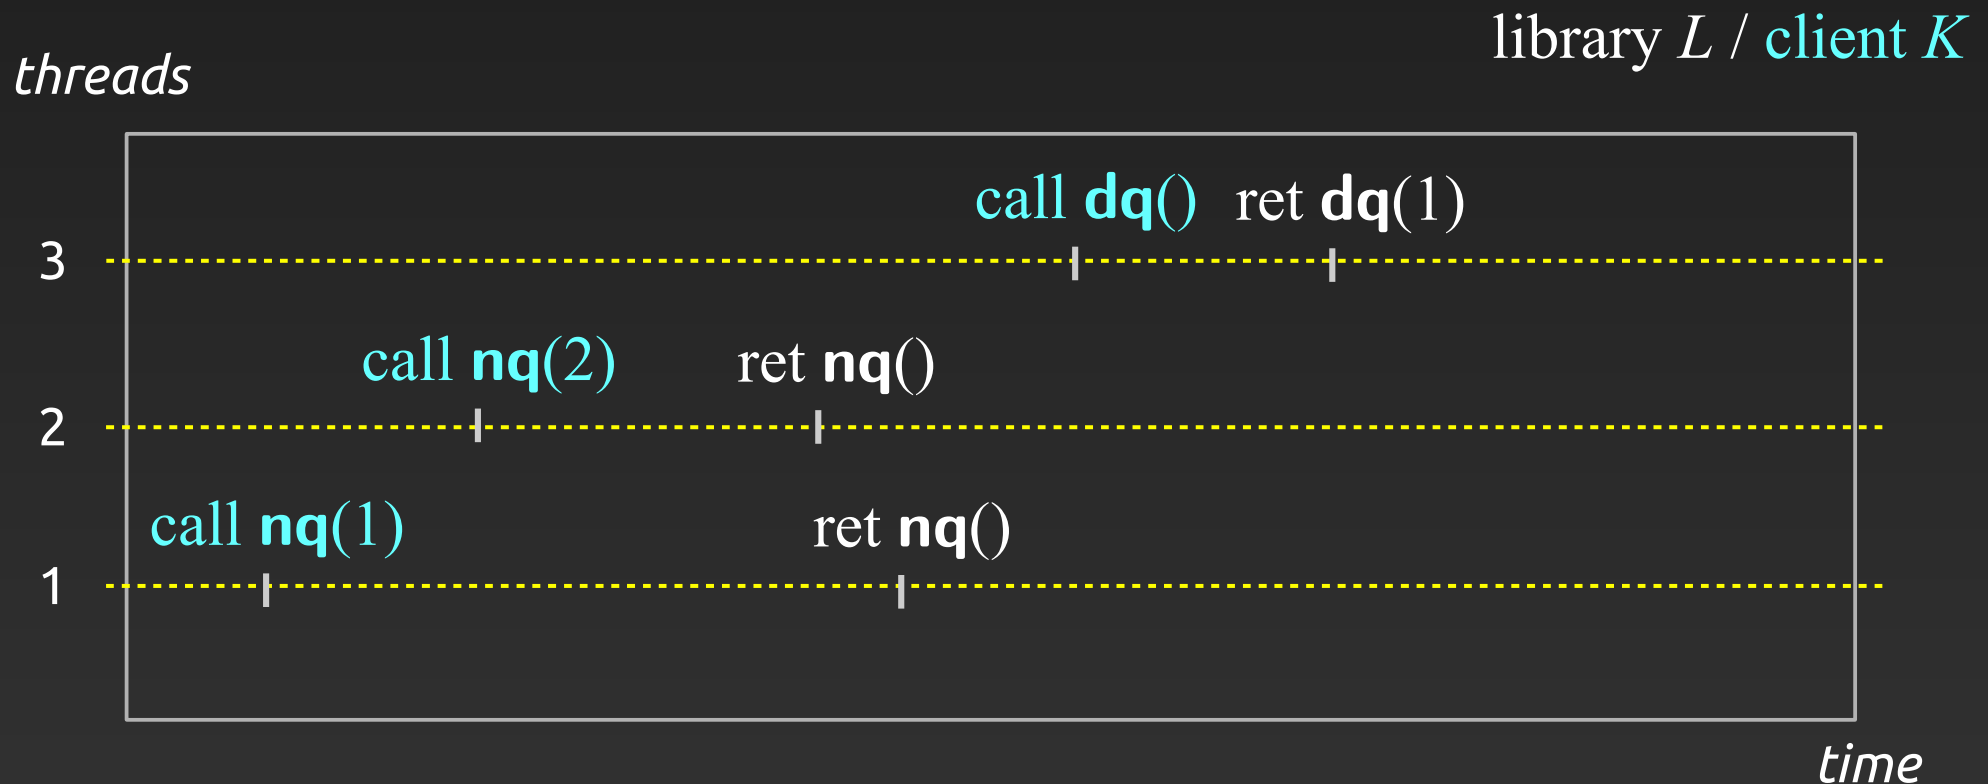 library L / client K
threads
call dq() ret dq(1)
3
call nq(2) ret nq()
2
call nq(1) ret nq()
1
time